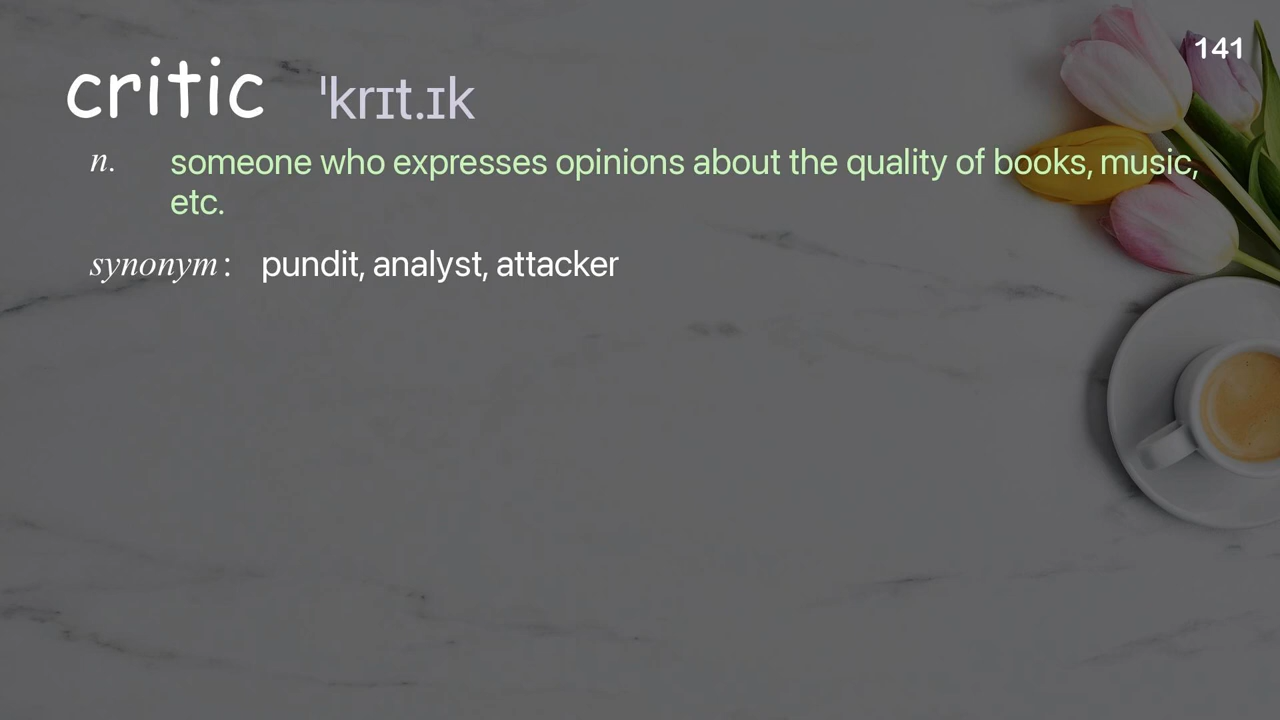 141
critic ˈkrɪt.ɪk
n. someone who expresses opinions about the quality of books, music,
etc.
synonym : pundit, analyst, attacker